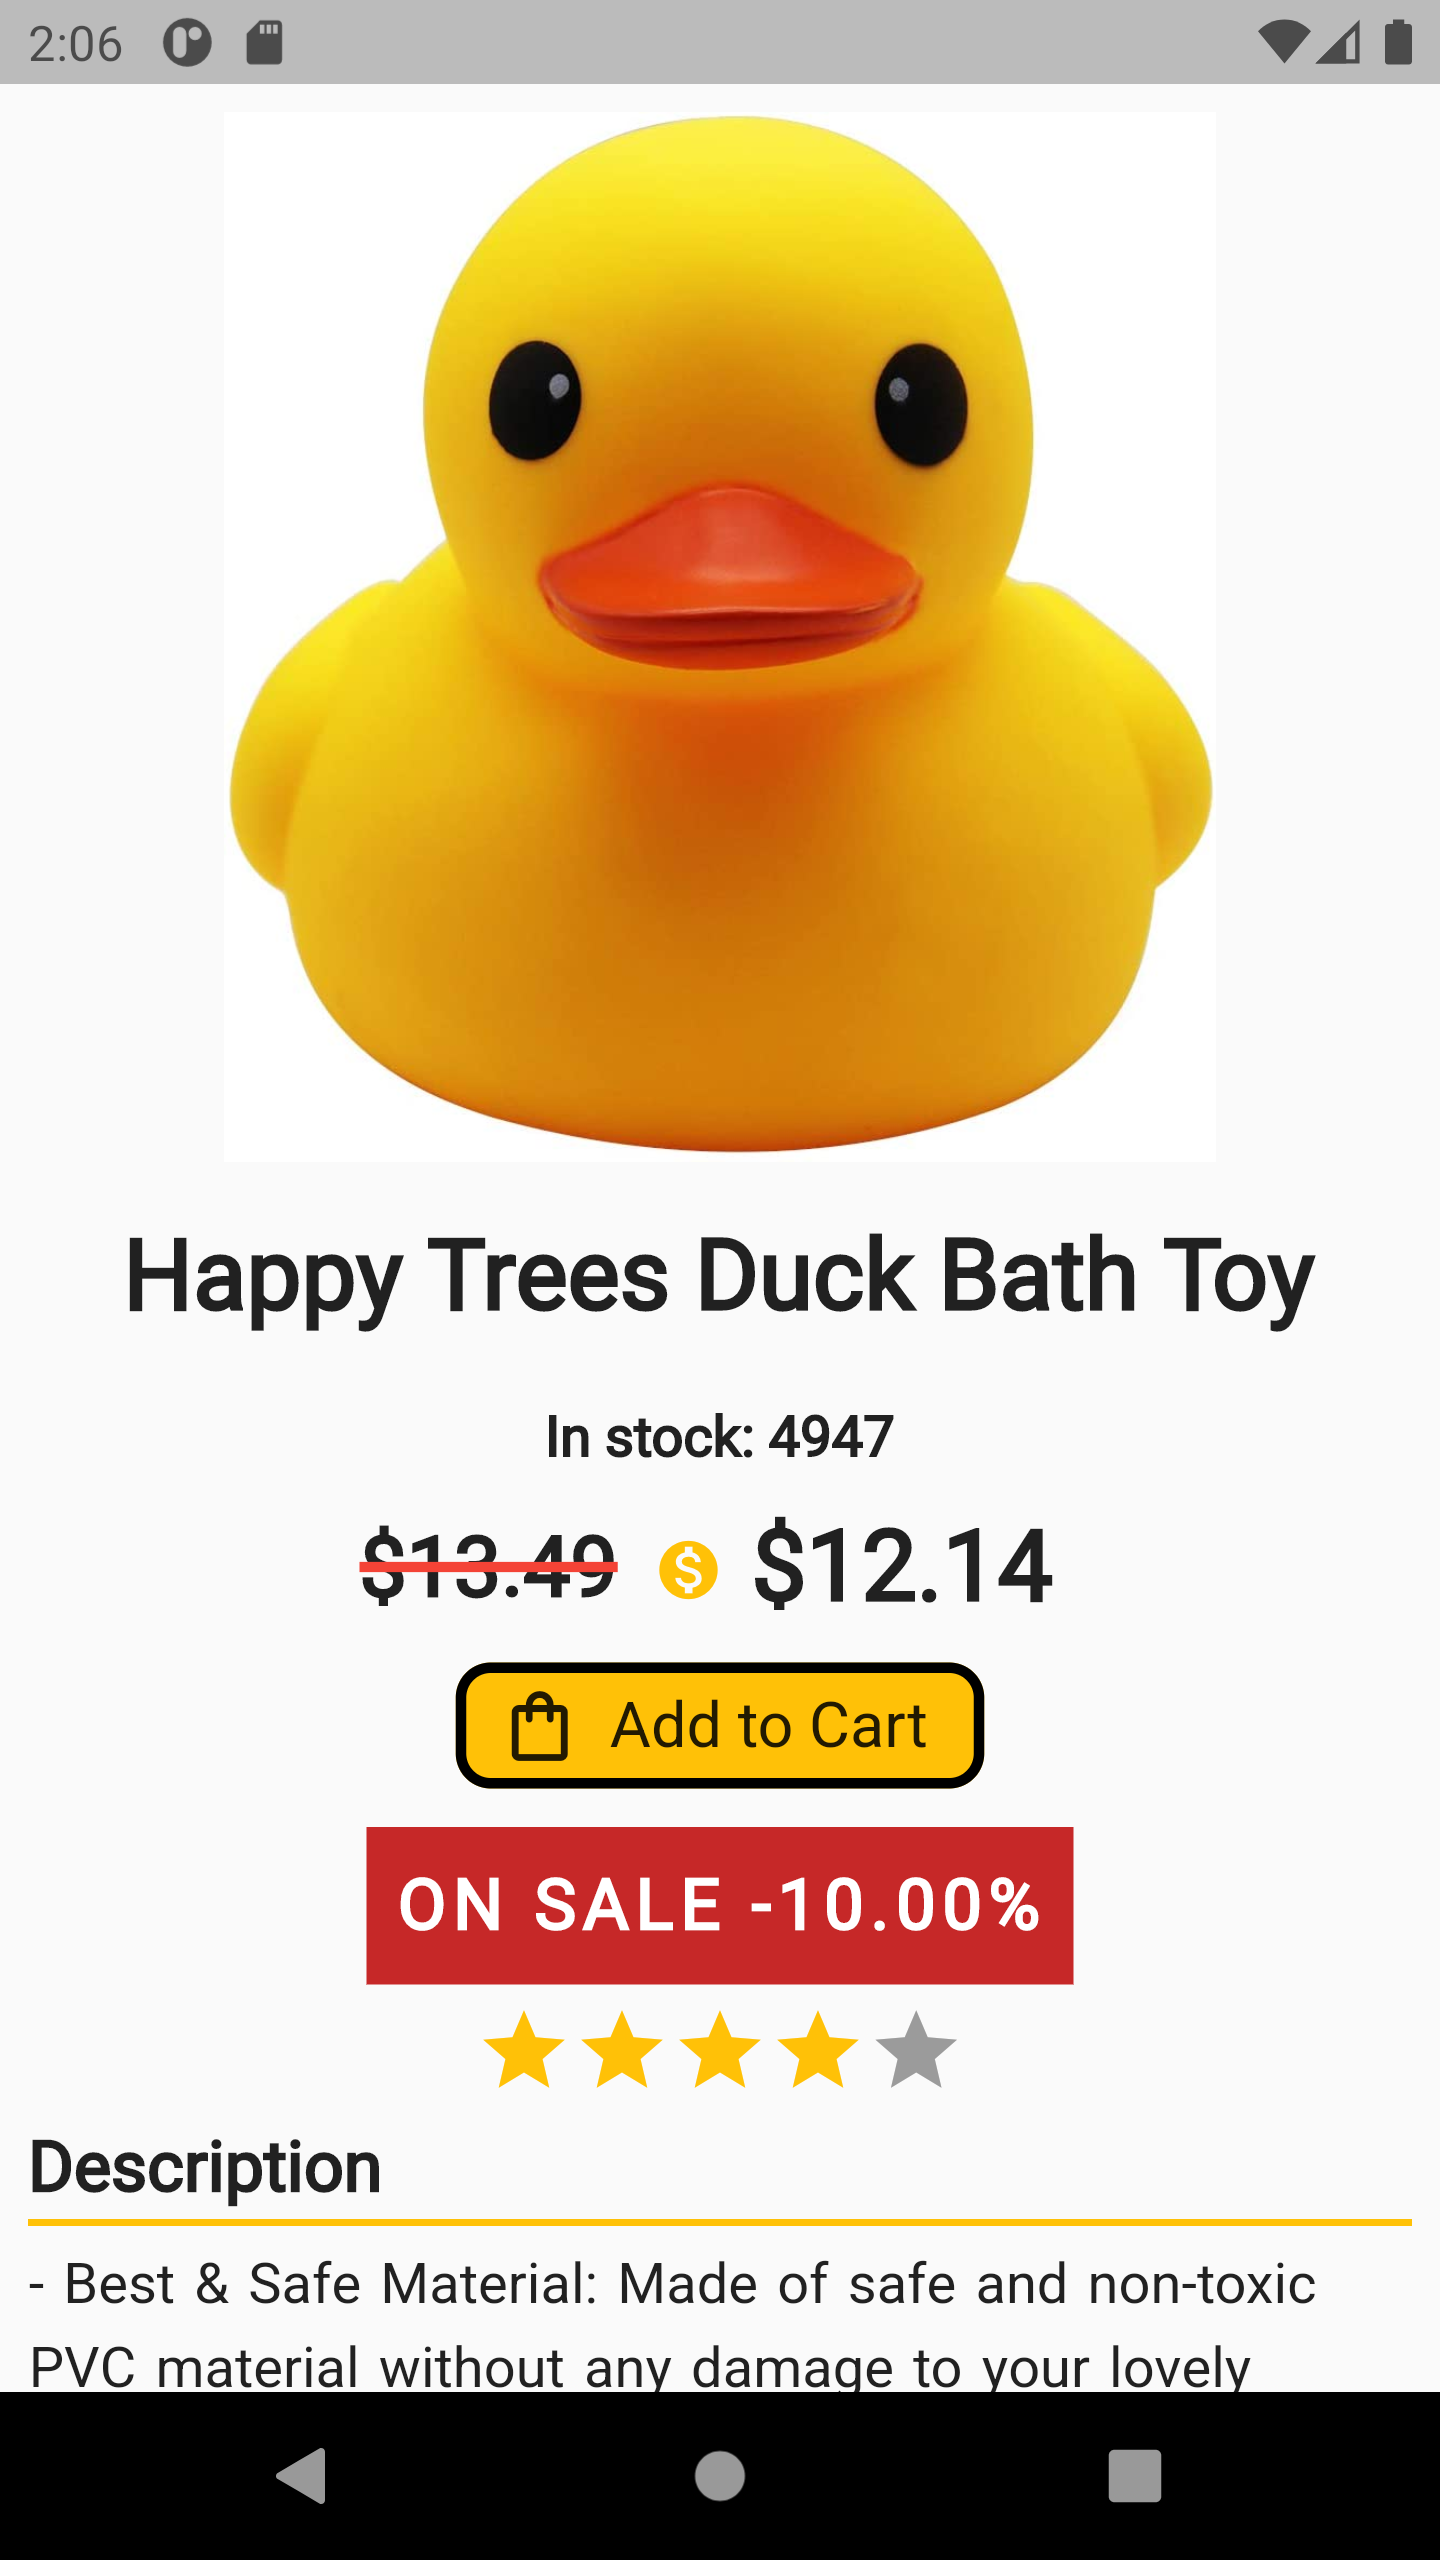 2:06
Happy Trees Duck Bath Toy
In stock: 4947
$13.49 $12.14
Add to Cart
ON SALE -10.00%
Description
- Best & Safe Material: Made of safe and non-toxic
PVC material without any damage to your lovely